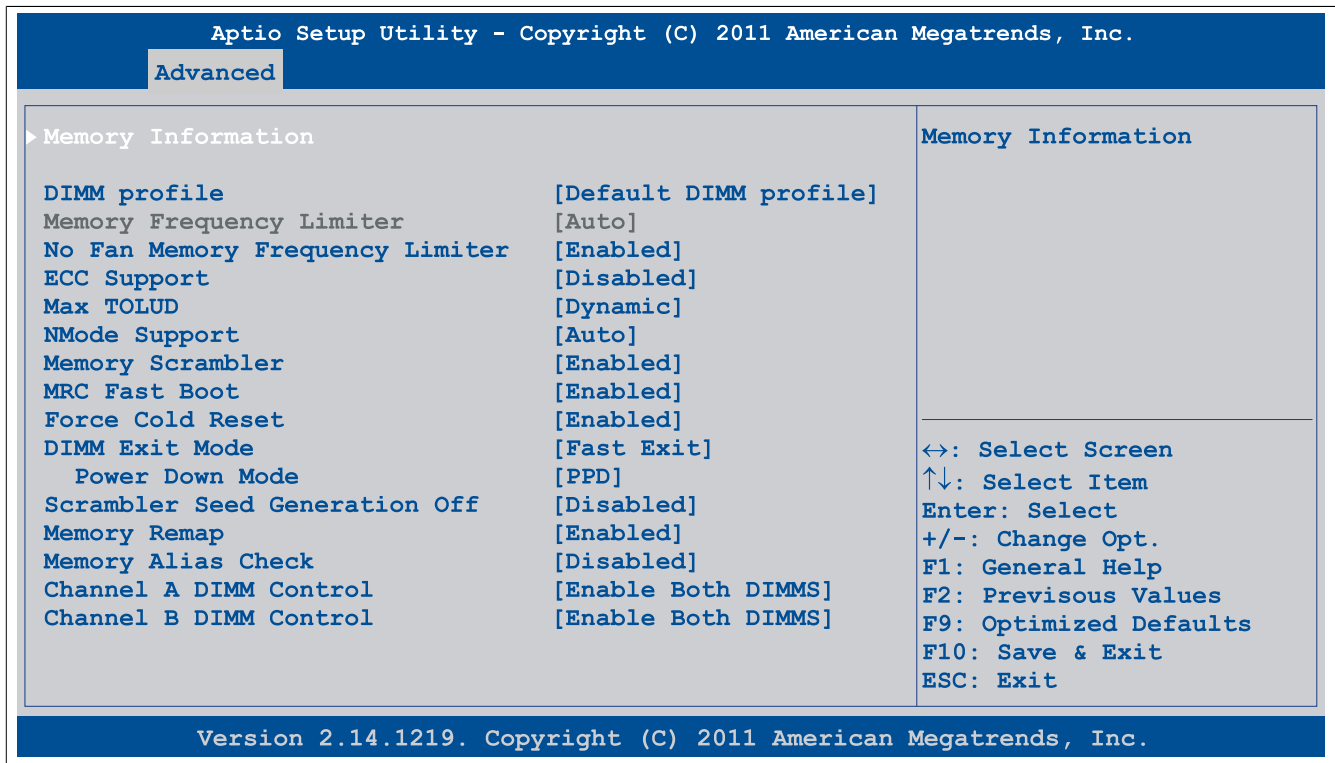 Aptio Setup Utility - Copyright (C) 2011 American Megatrends, Inc.
Advanced
Memory Information
DIMM profile [Default DIMM profile]
Memory Frequency Limiter [Auto]
No Fan Memory Frequency Limiter [Enabled]
ECC Support [Disabled]
Max TOLUD [Dynamic]
NMode Support [Auto]
Memory Scrambler [Enabled]
MRC Fast Boot [Enabled]
Force Cold Reset [Enabled]
DIMM Exit Mode [Fast Exit]
Power Down Mode [PPD]
Scrambler Seed Generation Off [Disabled]
Memory Remap [Enabled]
Memory Alias Check [Disabled]
Channel A DIMM Control [Enable Both DIMMS]
Channel B DIMM Control [Enable Both DIMMS]
Memory Information
↔: Select Screen
↑↓: Select Item
Enter: Select
+/-: Change Opt.
F1: General Help
F2: Previsous Values
F9: Optimized Defaults
F10: Save & Exit
ESC: Exit
Version 2.14.1219. Copyright (C) 2011 American Megatrends, Inc.